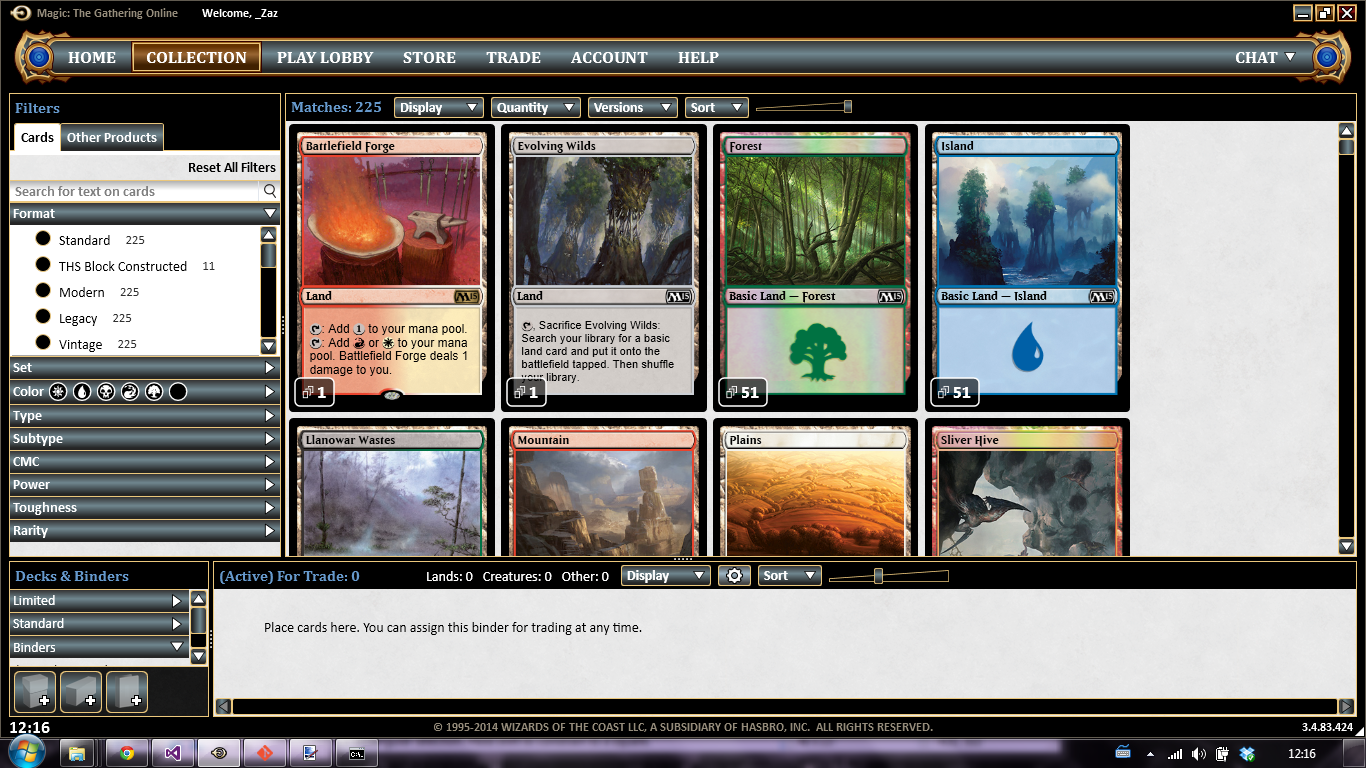 Magic: The Gathering Online
Welcome, _Zaz
HOME
COLLECTION
PLAY LOBBY
STORE
TRADE
ACCOUNT
HELP
CHAT
Filters
Cards
Other Products
Reset All Filters
Search for text on cards
Format
Standard 225
THS Block Constructed 11
Modern 225
Legacy 225
Vintage 225
Set
Color
Type
Subtype
CMC
Power
Toughness
Rarity
Matches: 225
Display
Quantity
Versions
Sort
Battlefield Forge
Land
M15
: Add 1 to your mana pool.
: Add or to your mana
pool. Battlefield Forge deals 1
damage to you.
1
Evolving Wilds
Land
M15
, Sacrifice Evolving Wilds:
Search your library for a basic
land card and put it onto the
battlefield tapped. Then shuffle
your library.
1
Forest
Basic Land — Forest
M15
51
Island
Basic Land — Island
M15
51
Llanowar Wastes
Mountain
Plains
Sliver Hive
Decks & Binders
Limited
Standard
Binders
(Active) For Trade: 0
Lands: 0 Creatures: 0 Other: 0
Display
Sort
Place cards here. You can assign this binder for trading at any time.
12:16
© 1995-2014 WIZARDS OF THE COAST LLC, A SUBSIDIARY OF HASBRO, INC. ALL RIGHTS RESERVED.
3.4.83.424
C:\
12:16